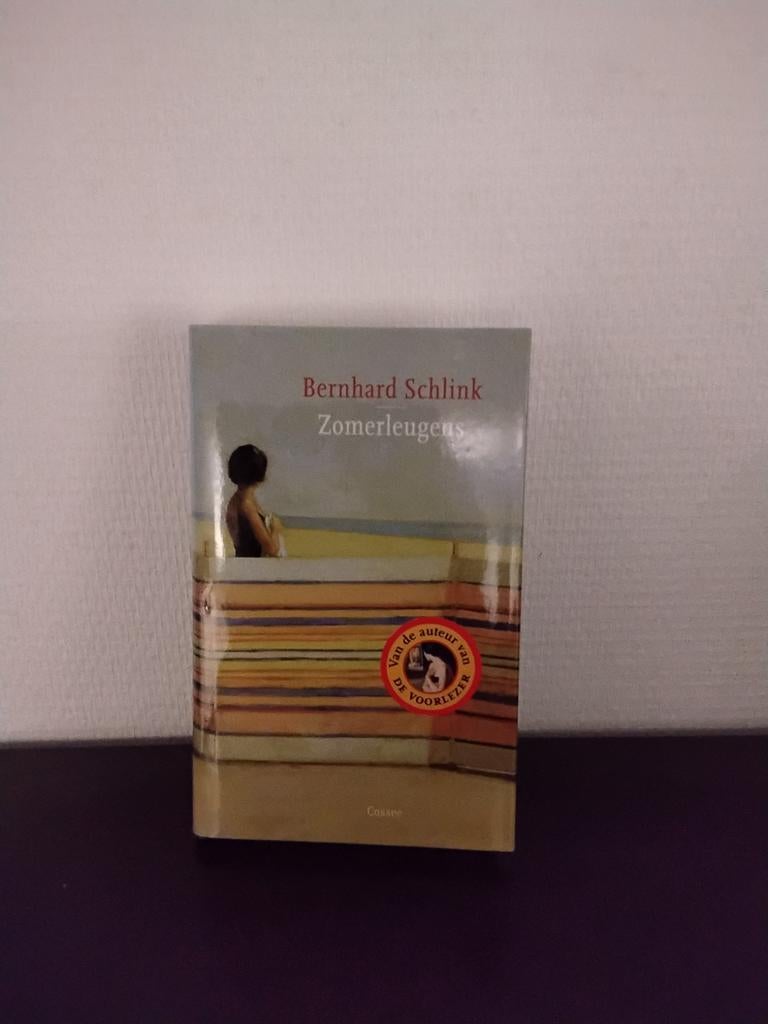 Bernhard Schlink
Zomerleugens
Van de auteur van
DE VOORLEZER
Cossee